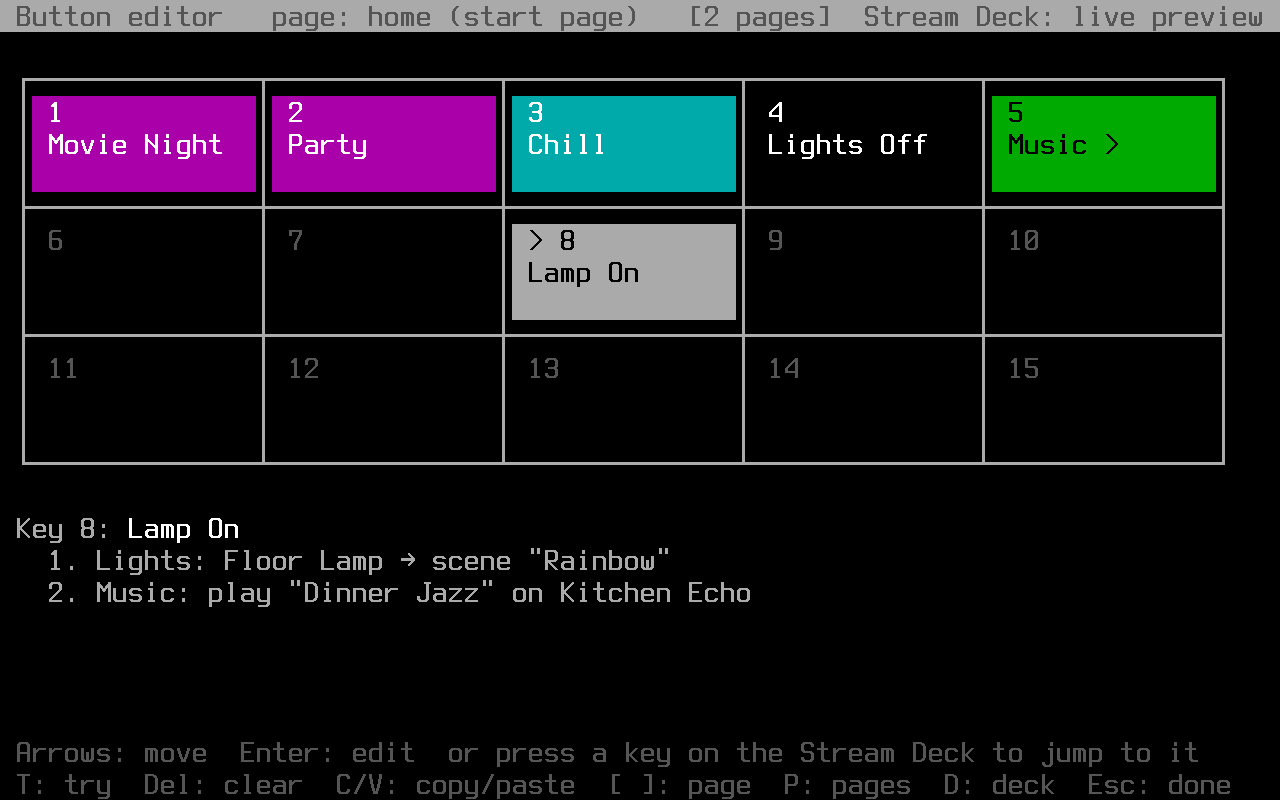 Button editor   page: home (start page)   [2 pages]  Stream Deck: live preview
1 2 3 4 5
Movie Night Party Chill Lights Off Music >
6 7 > 8 9 10
Lamp On
11 12 13 14 15
Key 8: Lamp On
1. Lights: Floor Lamp → scene "Rainbow"
2. Music: play "Dinner Jazz" on Kitchen Echo
Arrows: move  Enter: edit  or press a key on the Stream Deck to jump to it
T: try  Del: clear  C/V: copy/paste  [ ]: page  P: pages  D: deck  Esc: done